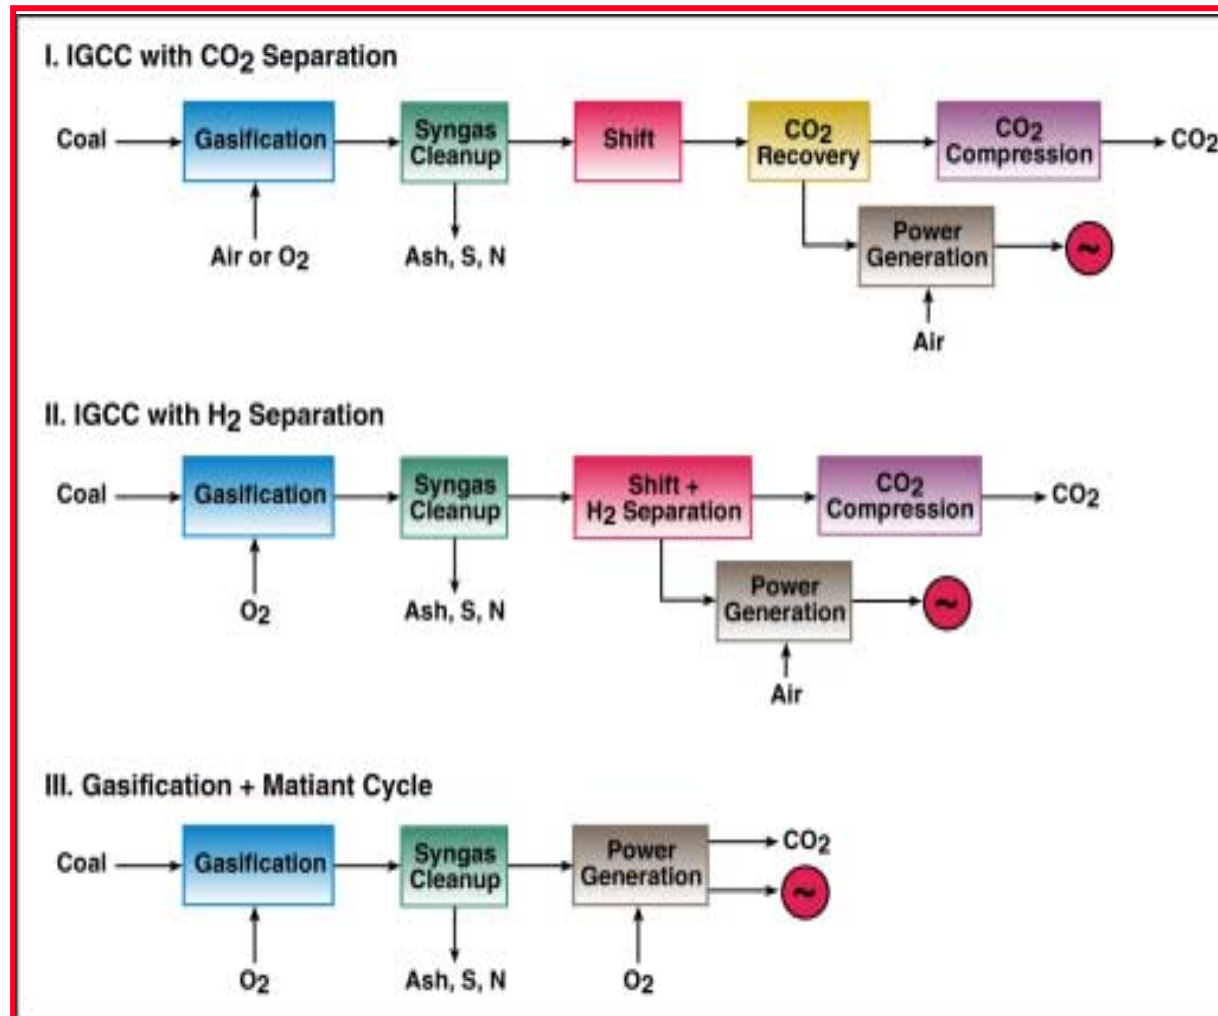 I. IGCC with CO2 Separation
Coal
Gasification
Syngas
Cleanup
Shift
CO2
Recovery
CO2
Compression
CO2
Air or O2
Ash, S, N
Power
Generation
~
Air
II. IGCC with H2 Separation
Coal
Gasification
Syngas
Cleanup
Shift +
H2 Separation
CO2
Compression
CO2
O2
Ash, S, N
Power
Generation
~
Air
III. Gasification + Matiant Cycle
Coal
Gasification
Syngas
Cleanup
Power
Generation
CO2
~
O2
Ash, S, N
O2